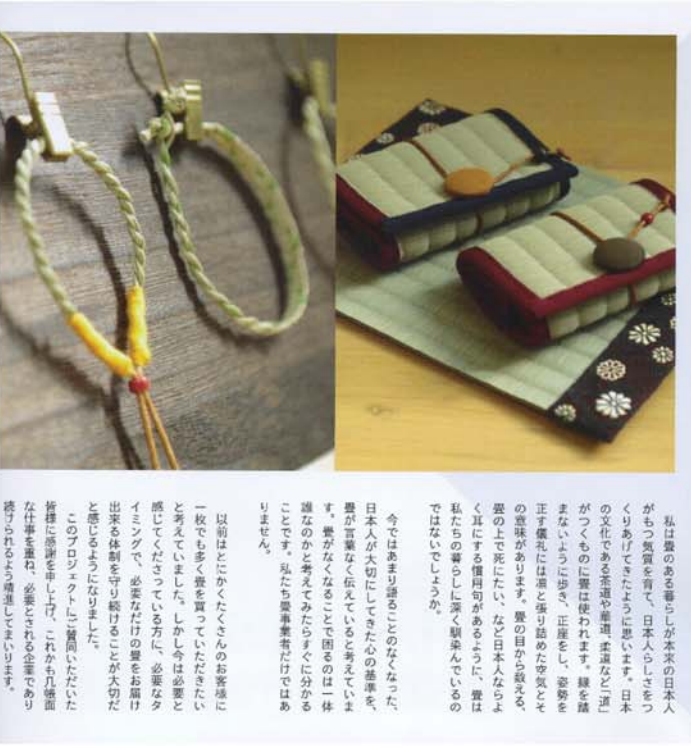 私は畳のある暮らしが本来の日本人
がもつ気質を育て、日本人らしさをつ
くりあげてきたように思います。日本
の文化である茶道や華道、柔道など「道」
がつくものに畳は使われます。縁を踏
まないように歩き、正座をし、姿勢を
正す儀礼には凛と張り詰めた空気とそ
の意味があります。畳の目から数える、
畳の上で死にたい、など日本人ならよ
く耳にする慣用句があるように、畳は
私たちの暮らしに深く馴染んでいるの
ではないでしょうか。
今ではあまり語ることのなくなった、
日本人が大切にしてきた心の基準を、
畳が言葉なく伝えていると考えていま
す。畳がなくなることで困るのは一体
誰なのかと考えてみたらすぐに分かる
ことです。私たち畳事業者だけではあ
りません。
以前はとにかくたくさんのお客様に
一枚でも多く畳を買っていただきたい
と考えていました。しかし今は必要と
感じてくださっている方に、必要なタ
イミングで、必要なだけの畳をお届け
出来る体制を守り続けることが大切だ
と感じるようになりました。
このプロジェクトにご賛同いただいた
皆様に感謝を申し上げ、これかも几帳面
な仕事を重ね、必要とされる企業であり
続けられるよう精進してまいります。